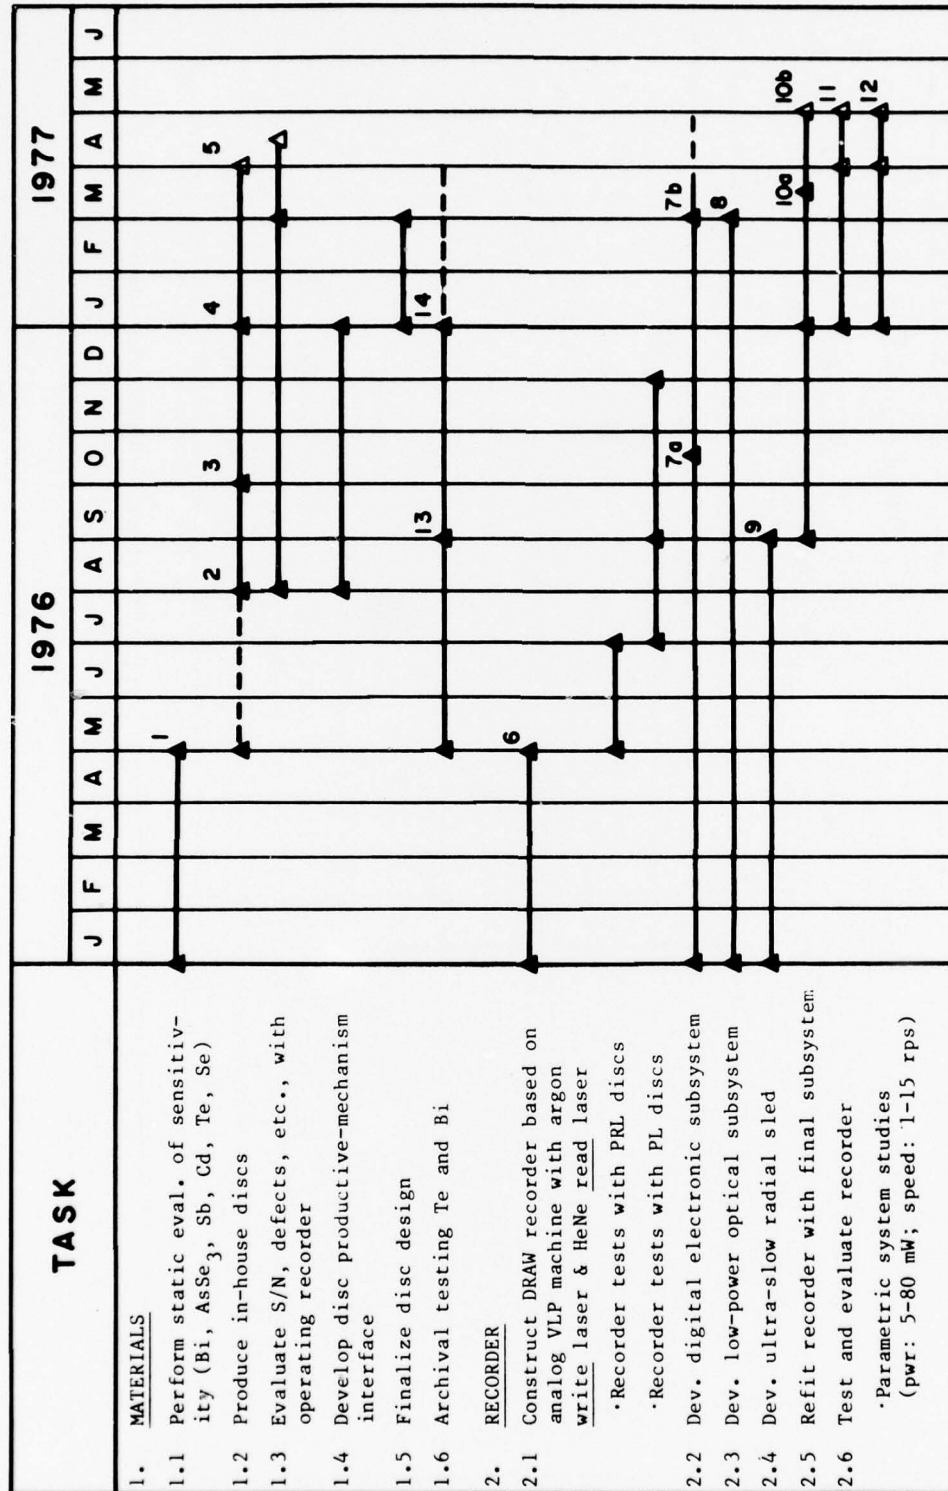 TASK
1976
1977
J F M A M J J A S O N D J F M A M J
1. MATERIALS
1.1 Perform static eval. of sensitiv-
ity (Bi, AsSe3, Sb, Cd, Te, Se)
1
1.2 Produce in-house discs
2 3 4 5
1.3 Evaluate S/N, defects, etc., with
operating recorder
1.4 Develop disc productive-mechanism
interface
1.5 Finalize disc design
1.6 Archival testing Te and Bi
13 14
2. RECORDER
2.1 Construct DRAW recorder based on
analog VLP machine with argon
write laser & HeNe read laser
6
·Recorder tests with PRL discs
·Recorder tests with PL discs
2.2 Dev. digital electronic subsystem
7a 7b
2.3 Dev. low-power optical subsystem
8
2.4 Dev. ultra-slow radial sled
9
2.5 Refit recorder with final subsystem
10a 10b
2.6 Test and evaluate recorder
11
·Parametric system studies
(pwr: 5-80 mW; speed: 1-15 rps)
12